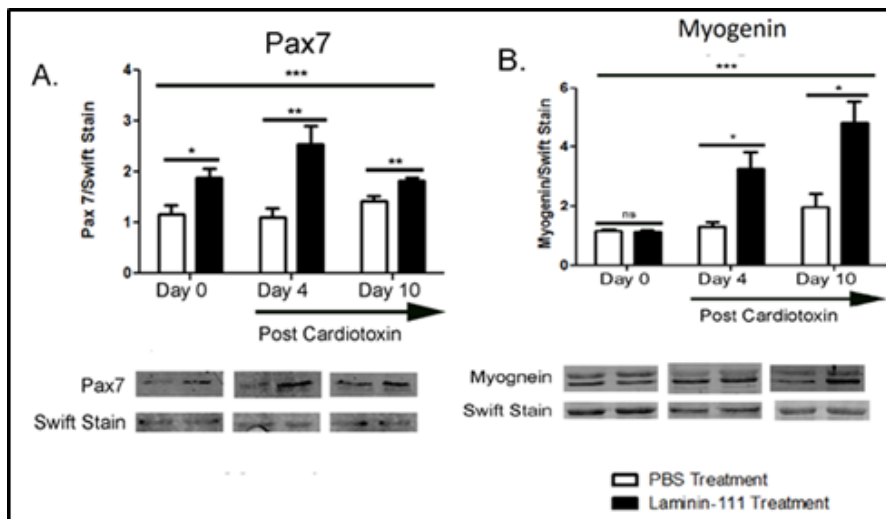 Pax7
A.
***
*
**
**
Pax 7/Swift Stain
4
3
2
1
0
Day 0 Day 4 Day 10
Post Cardiotoxin
Pax7
Swift Stain
Myogenin
B.
***
ns
*
*
Myogenin/Swift Stain
6
4
2
0
Day 0 Day 4 Day 10
Post Cardiotoxin
Myognein
Swift Stain
PBS Treatment
Laminin-111 Treatment